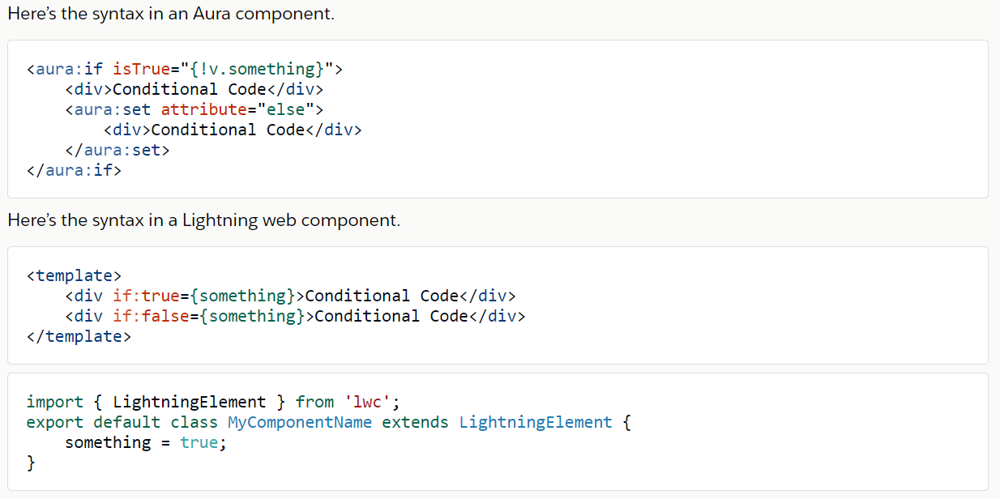 Here’s the syntax in an Aura component.
<aura:if isTrue="{!v.something}">
    <div>Conditional Code</div>
    <aura:set attribute="else">
        <div>Conditional Code</div>
    </aura:set>
</aura:if>
Here’s the syntax in a Lightning web component.
<template>
    <div if:true={something}>Conditional Code</div>
    <div if:false={something}>Conditional Code</div>
</template>
import { LightningElement } from 'lwc';
export default class MyComponentName extends LightningElement {
    something = true;
}